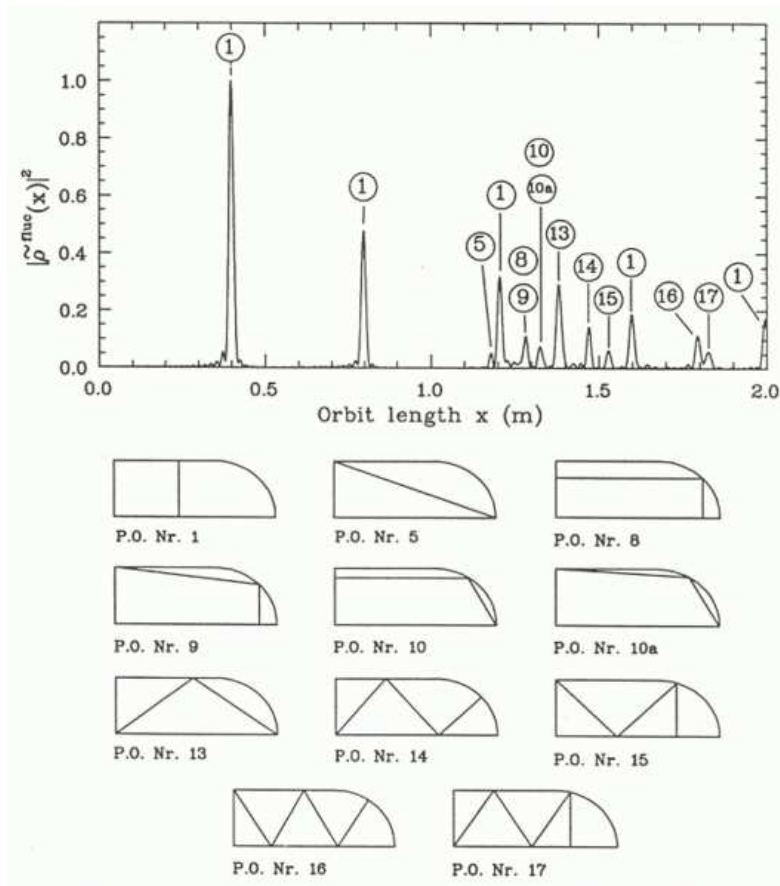 1
1.0
0.8
0.6
0.4
0.2
0.0
|ρ̃ᶠˡᵘᶜ(x)|²
1
5
1
8
9
10
10a
13
14
15
1
16
17
1
0.0 0.5 1.0 1.5 2.0
Orbit length x (m)
P.O. Nr. 1 P.O. Nr. 5 P.O. Nr. 8
P.O. Nr. 9 P.O. Nr. 10 P.O. Nr. 10a
P.O. Nr. 13 P.O. Nr. 14 P.O. Nr. 15
P.O. Nr. 16 P.O. Nr. 17